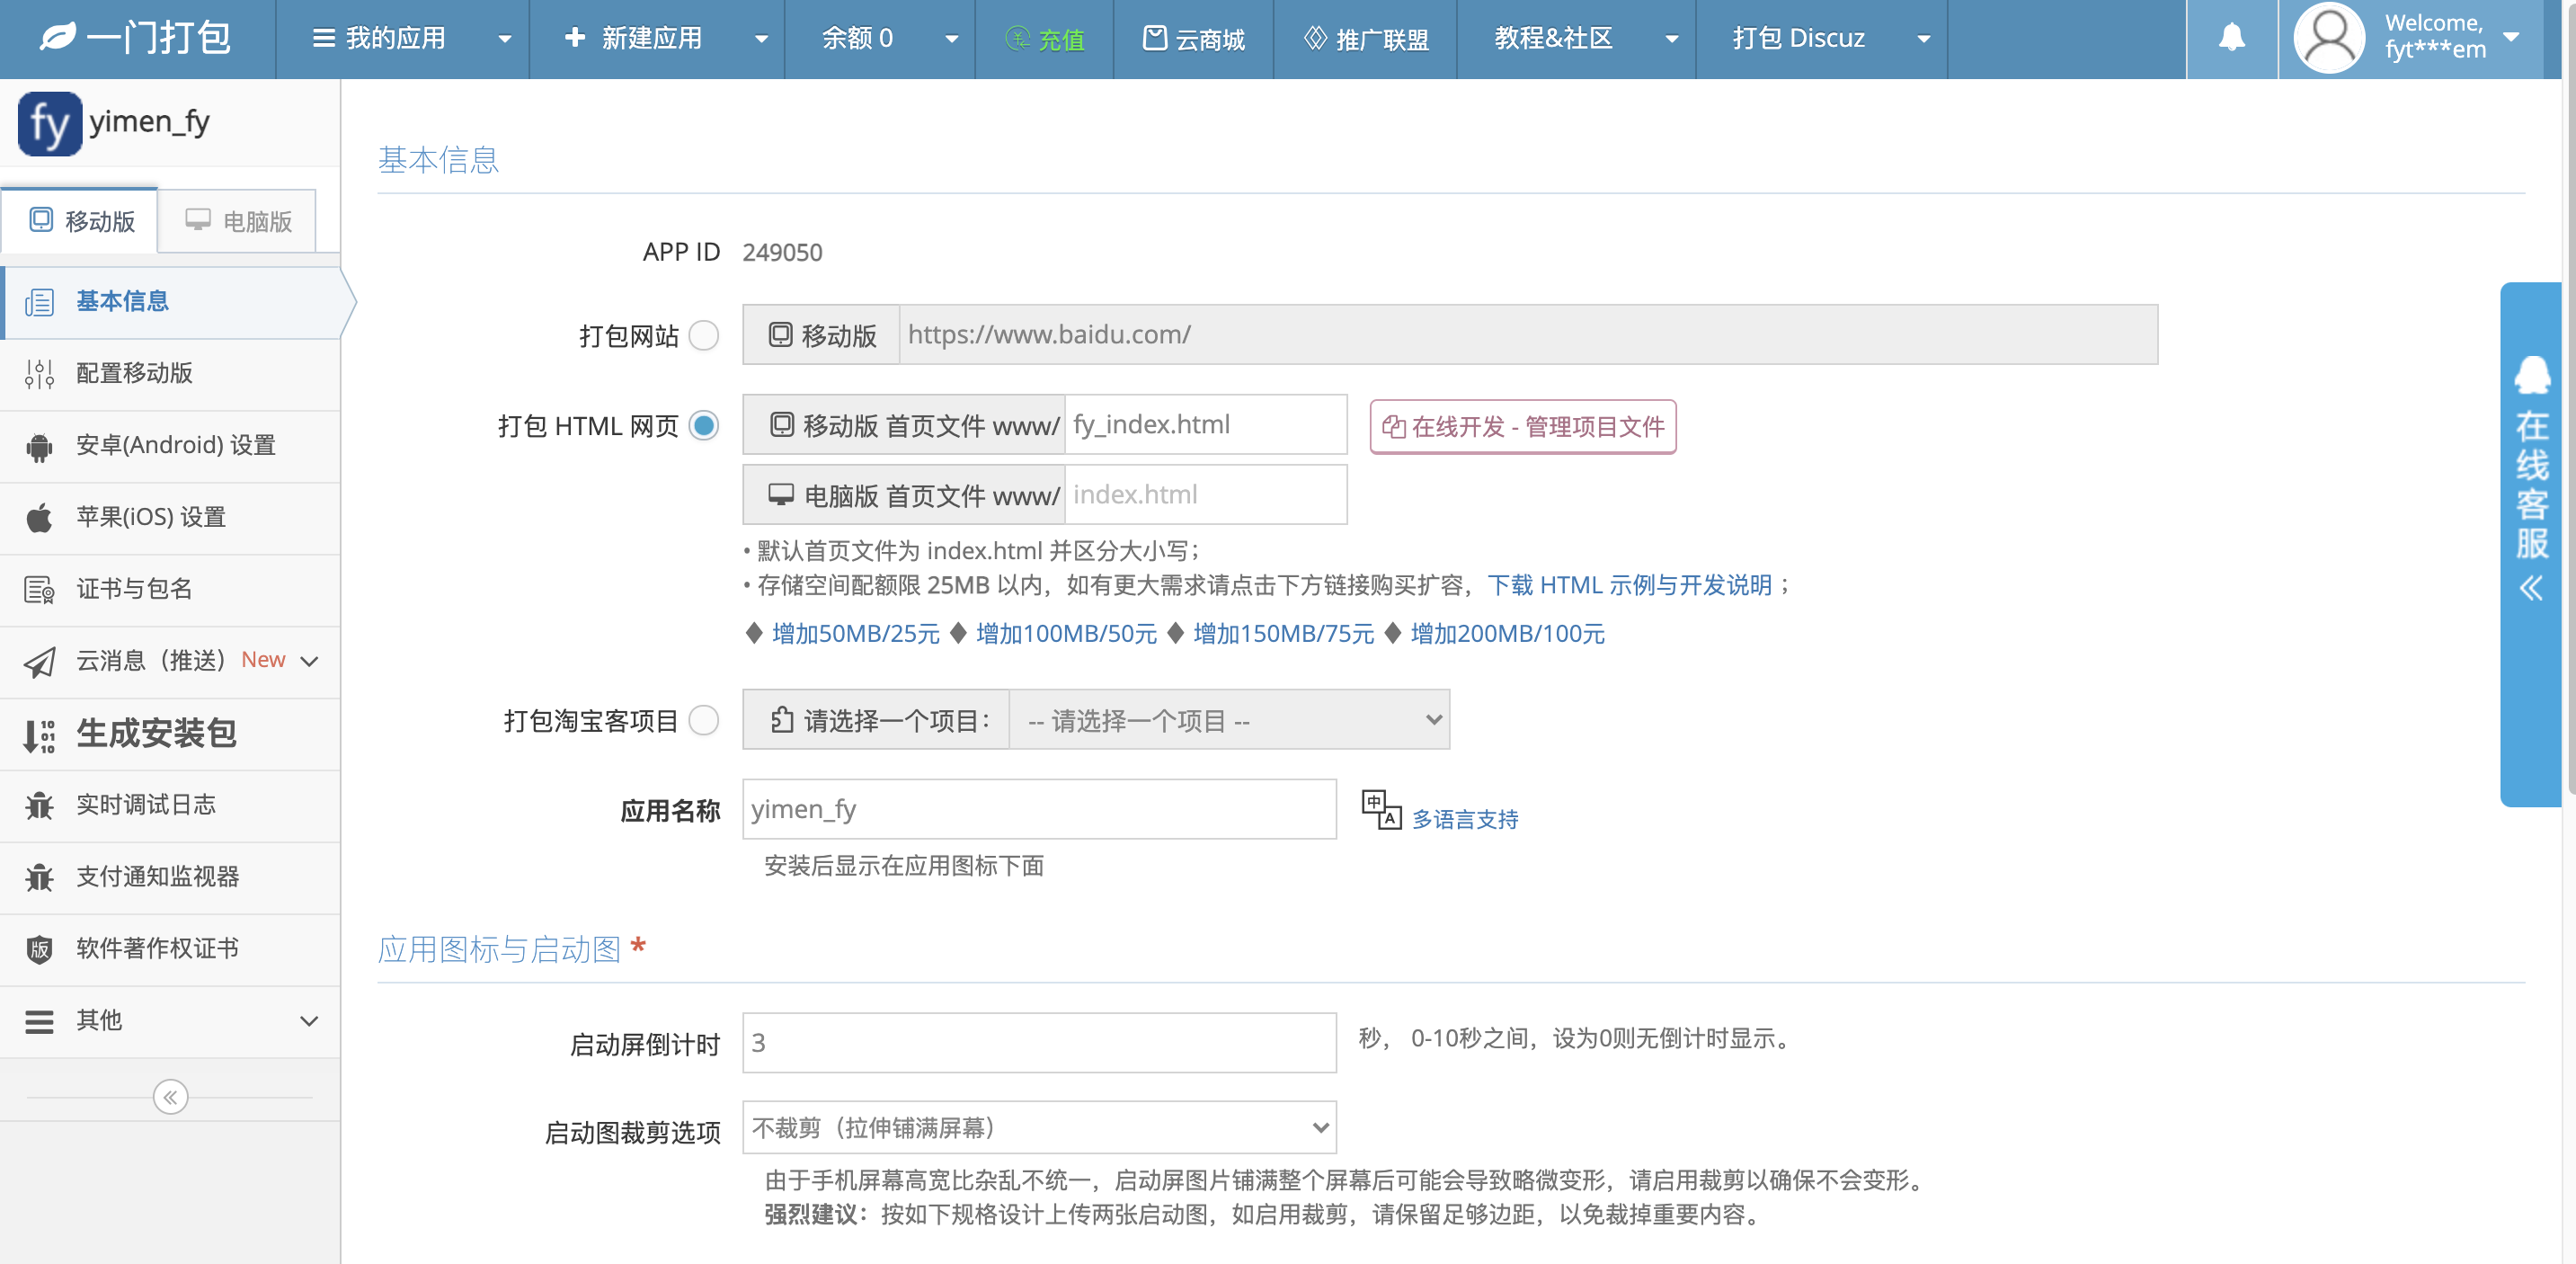 一门打包
我的应用
新建应用
余额 0
充值
云商城
推广联盟
教程&社区
打包 Discuz
Welcome,
fyt***em
fy yimen_fy
移动版
电脑版
基本信息
配置移动版
安卓(Android) 设置
苹果(iOS) 设置
证书与包名
云消息（推送） New
生成安装包
实时调试日志
支付通知监视器
版 软件著作权证书
其他
基本信息
APP ID 249050
打包网站 移动版 https://www.baidu.com/
打包 HTML 网页 移动版 首页文件 www/ fy_index.html 在线开发 - 管理项目文件
电脑版 首页文件 www/ index.html
• 默认首页文件为 index.html 并区分大小写；
• 存储空间配额限 25MB 以内，如有更大需求请点击下方链接购买扩容，下载 HTML 示例与开发说明；
♦ 增加50MB/25元 ♦ 增加100MB/50元 ♦ 增加150MB/75元 ♦ 增加200MB/100元
打包淘宝客项目 请选择一个项目： -- 请选择一个项目 --
应用名称 yimen_fy 中 A 多语言支持
安装后显示在应用图标下面
应用图标与启动图 *
启动屏倒计时 3 秒， 0-10秒之间，设为0则无倒计时显示。
启动图裁剪选项 不裁剪（拉伸铺满屏幕）
由于手机屏幕高宽比杂乱不统一，启动屏图片铺满整个屏幕后可能会导致略微变形，请启用裁剪以确保不会变形。
强烈建议：按如下规格设计上传两张启动图，如启用裁剪，请保留足够边距，以免裁掉重要内容。
在线客服